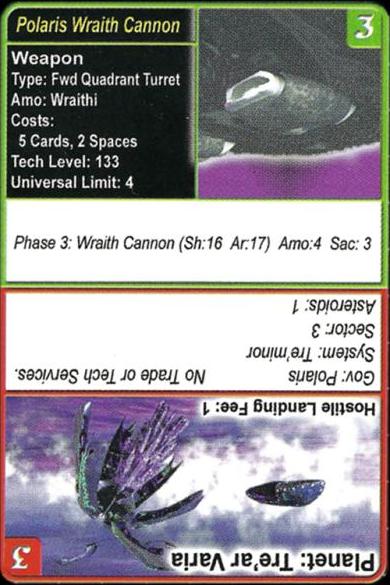 Polaris Wraith Cannon
3
Weapon
Type: Fwd Quadrant Turret
Amo: Wraithi
Costs:
5 Cards, 2 Spaces
Tech Level: 133
Universal Limit: 4
Phase 3: Wraith Cannon (Sh:16 Ar:17) Amo:4 Sac: 3
3
Planet: Tre'ar Varia
Hostile Landing Fee: 1
Gov: Polaris No Trade or Tech Services.
System: Tre'minor
Sector: 3
Asteroids: 1